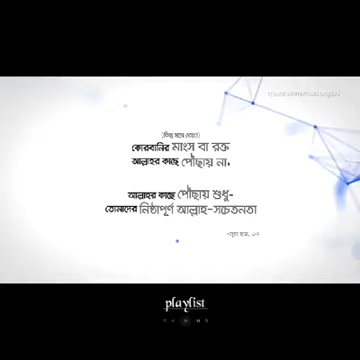 কোরবানির মাংস বা রক্ত
আল্লাহর কাছে পৌঁছায় না,
আল্লাহর কাছে পৌঁছায় শুধু-
তোমাদের নিষ্ঠাপূর্ণ আল্লাহ-সচেতনতা
playlist